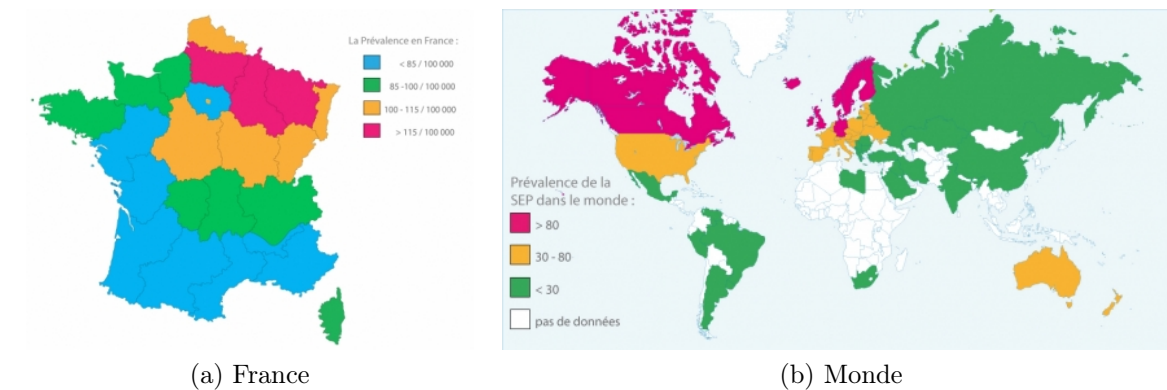 La Prévalence en France :
< 85 / 100 000
85 -100 / 100 000
100 - 115 / 100 000
> 115 / 100 000
Prévalence de la
SEP dans le monde :
> 80
30 - 80
< 30
pas de données
(a) France
(b) Monde